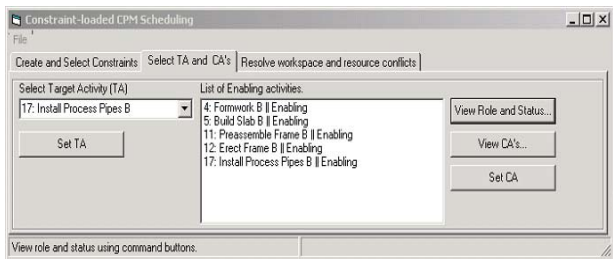 Constraint-loaded CPM Scheduling
File
Create and Select Constraints
Select TA and CA's
Resolve workspace and resource conflicts
Select Target Activity (TA)
17: Install Process Pipes B
Set TA
List of Enabling activities.
4: Formwork B || Enabling
5: Build Slab B || Enabling
11: Preassemble Frame B || Enabling
12: Erect Frame B || Enabling
17: Install Process Pipes B || Enabling
View Role and Status...
View CA's...
Set CA
View role and status using command buttons.